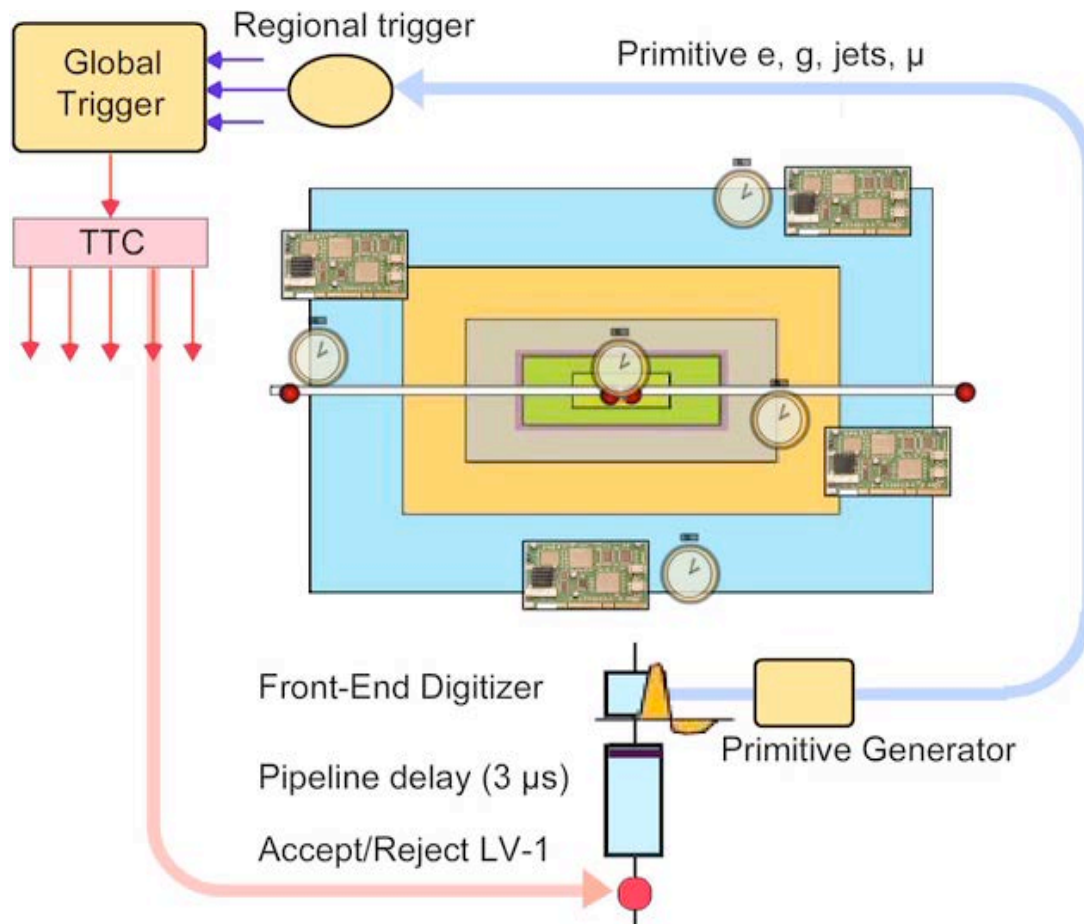 Regional trigger
Global
Trigger
Primitive e, g, jets, µ
TTC
Front-End Digitizer
Primitive Generator
Pipeline delay (3 µs)
Accept/Reject LV-1